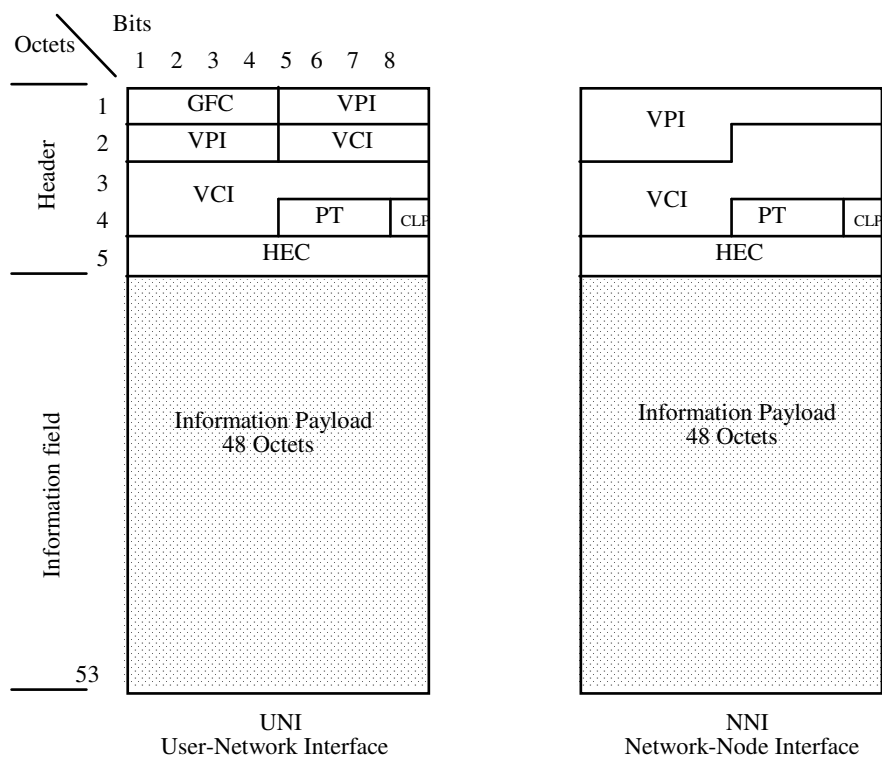 Bits
Octets
1 2 3 4 5 6 7 8
Header
1
GFC VPI
2
VPI VCI
3
VCI
4
PT CLP
5
HEC
VPI
VCI
PT CLP
HEC
Information field
Information Payload
48 Octets
Information Payload
48 Octets
53
UNI
User-Network Interface
NNI
Network-Node Interface